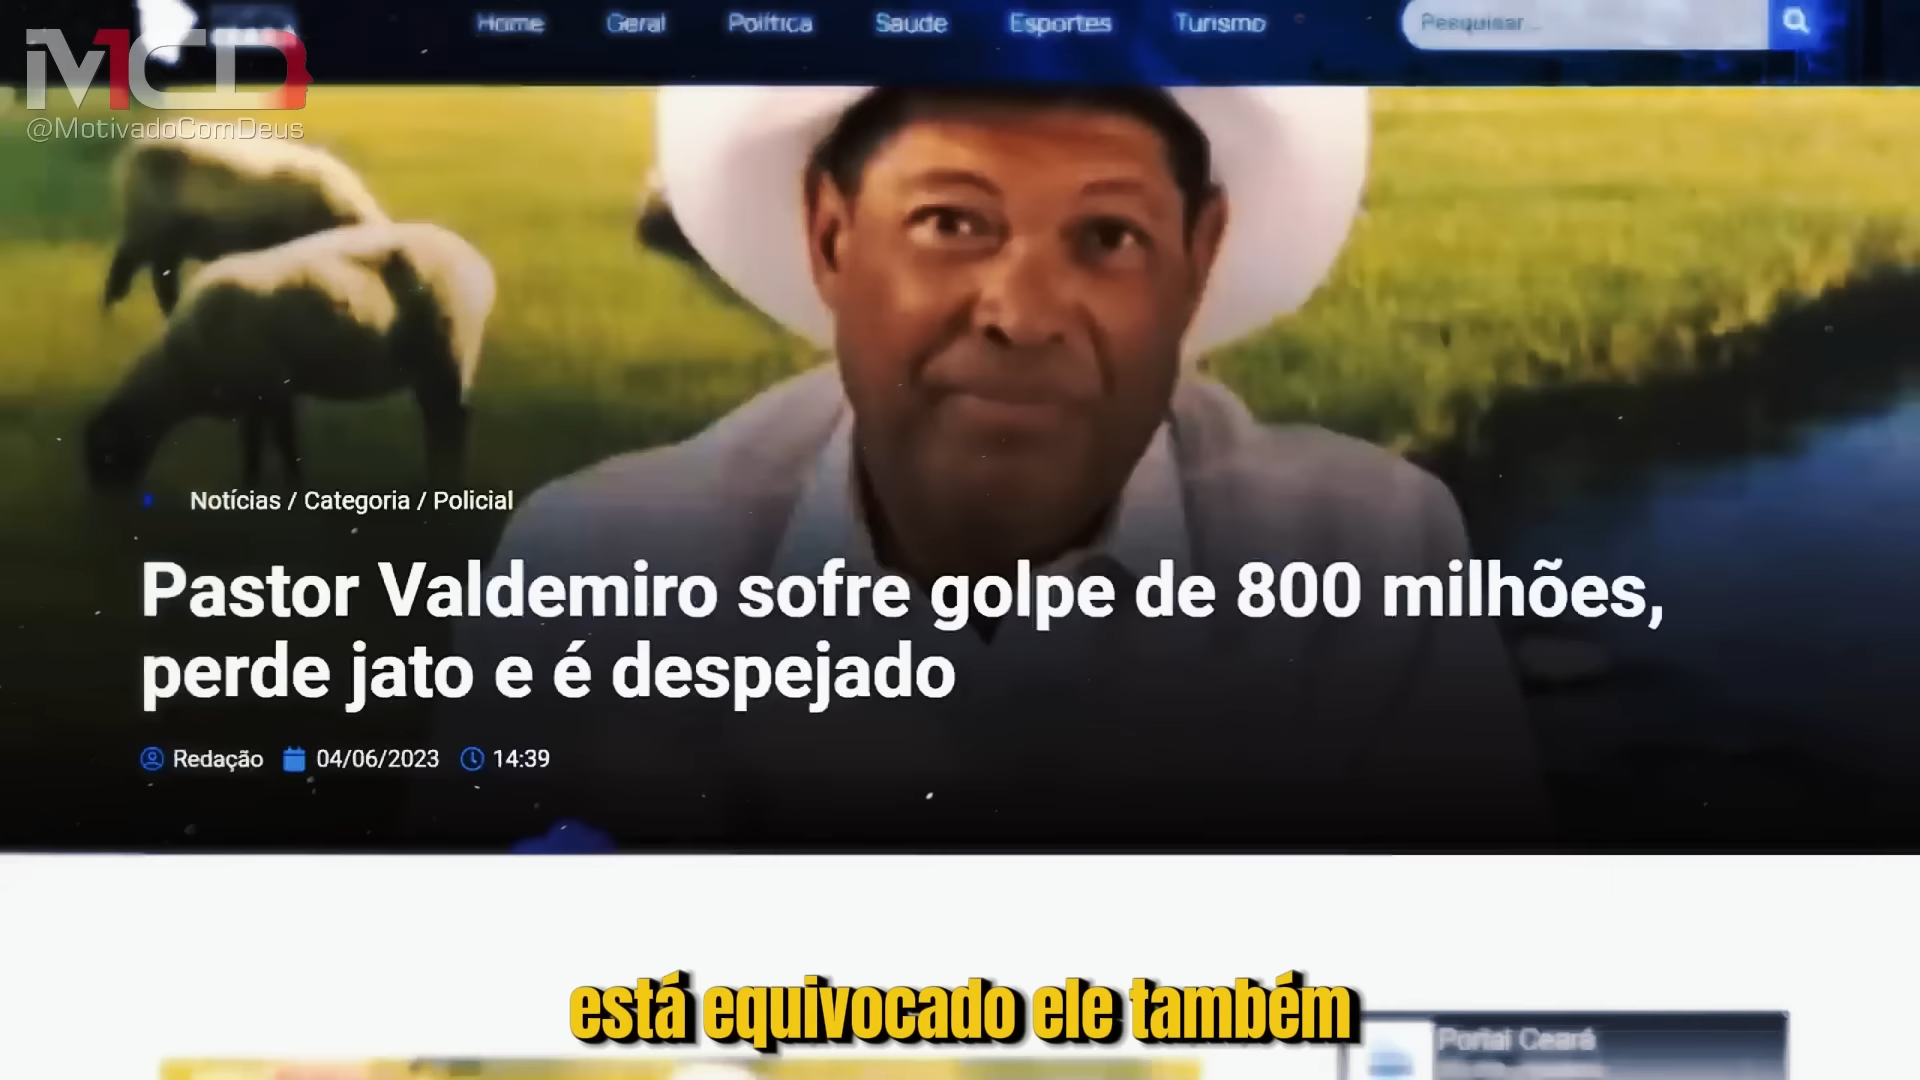 Home Geral Política Saúde Esportes Turismo Pesquisar...
iMCD
@MotivadoComDeus
Notícias / Categoria / Policial
Pastor Valdemiro sofre golpe de 800 milhões,
perde jato e é despejado
Redação 04/06/2023 14:39
está equivocado ele também
Portal Ceará